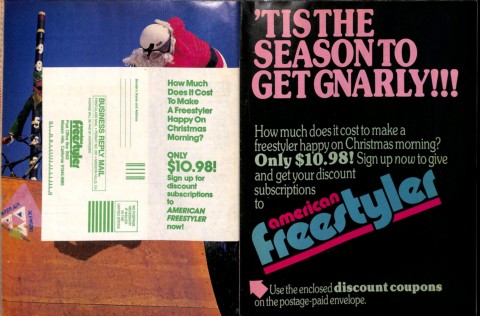 How Much
Does It Cost
To Make
A Freestyler
Happy On
Christmas
Morning?
ONLY
$10.98!
Sign up for
discount
subscriptions
to
AMERICAN
FREESTYLER
now!
BUSINESS REPLY MAIL
freestyler
'TIS THE
SEASON TO
GET GNARLY!!!
How much does it cost to make a
freestyler happy on Christmas morning?
Only $10.98! Sign up now to give
and get your discount
subscriptions
to
american
freestyler
Use the enclosed discount coupons
on the postage-paid envelope.